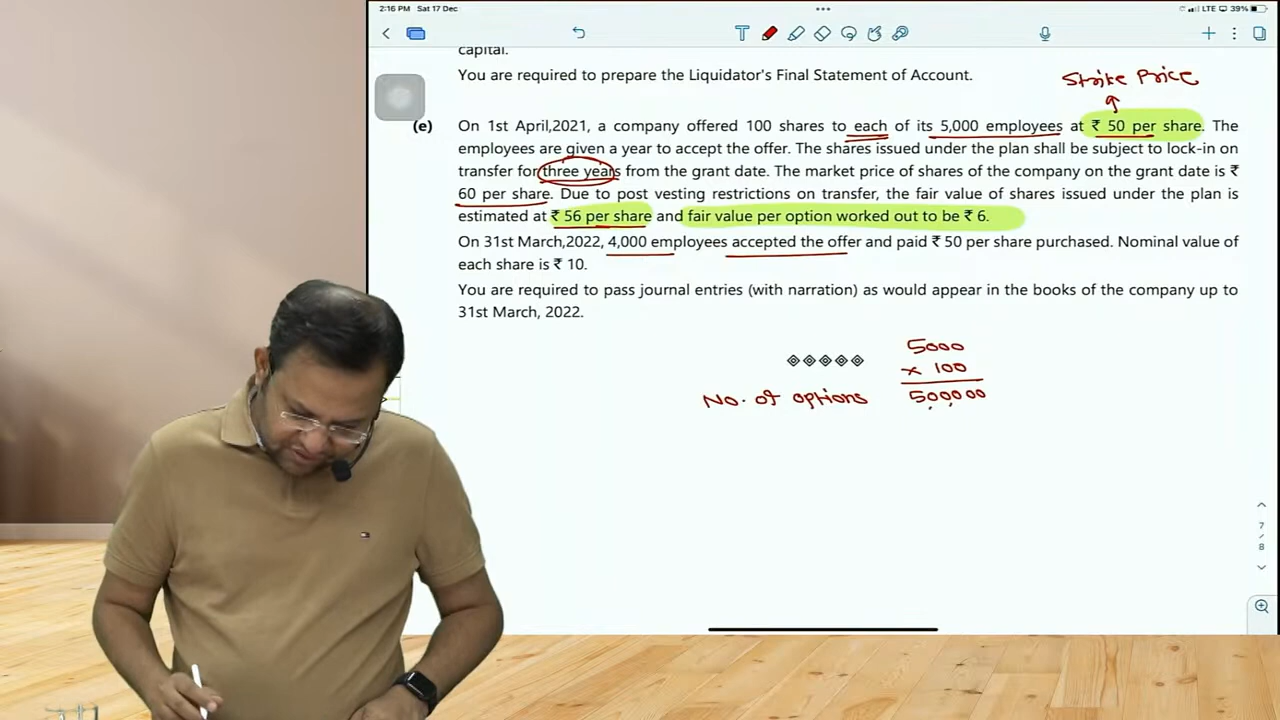 2:16 PM Sat 17 Dec
LTE 39%
capital.
You are required to prepare the Liquidator's Final Statement of Account.
Strike Price
(e) On 1st April,2021, a company offered 100 shares to each of its 5,000 employees at ₹ 50 per share. The
employees are given a year to accept the offer. The shares issued under the plan shall be subject to lock-in on
transfer for three years from the grant date. The market price of shares of the company on the grant date is ₹
60 per share. Due to post vesting restrictions on transfer, the fair value of shares issued under the plan is
estimated at ₹ 56 per share and fair value per option worked out to be ₹ 6.
On 31st March,2022, 4,000 employees accepted the offer and paid ₹ 50 per share purchased. Nominal value of
each share is ₹ 10.
You are required to pass journal entries (with narration) as would appear in the books of the company up to
31st March, 2022.
5000
× 100
No. of options 500000
7
/
8